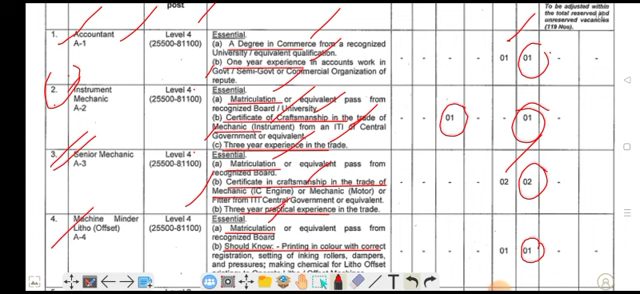 post
To be adjusted within
the total reserved and
unreserved vacancies
(119 Nos)
1.
Accountant
A-1
Level 4
(25500-81100)
Essential.
(a) A Degree in Commerce from a recognized
University / equivalent qualification.
(b) One year experience in accounts work in
Govt / Semi-Govt or Commercial Organization of
repute.
- - - - 01 01 - - -
2.
Instrument
Mechanic
A-2
Level 4
(25500-81100)
Essential.
(a) Matriculation or equivalent pass from
recognized Board / University.
(b) Certificate of Craftsmanship in the trade of
Mechanic (Instrument) from an ITI of Central
Government or equivalent.
(c) Three year experience in the trade.
- - 01 - - 01 - - -
3.
Senior Mechanic
A-3
Level 4
(25500-81100)
Essential.
(a) Matriculation or equivalent pass from
recognized Board.
(b) Certificate in craftsmanship in the trade of
Mechanic (IC Engine) or Mechanic (Motor) or
Fitter from ITI Central Government or equivalent.
(b) Three year practical experience in the trade.
- - - - 02 02 - - -
4.
Machine Minder
Litho (Offset)
A-4
Level 4
(25500-81100)
Essential.
(a) Matriculation or equivalent pass from
recognized Board
(b) Should Know: - Printing in colour with correct
registration, setting of inking rollers, dampers,
and pressures; making chemical for Litho Offset
- - - - 01 01 - - -